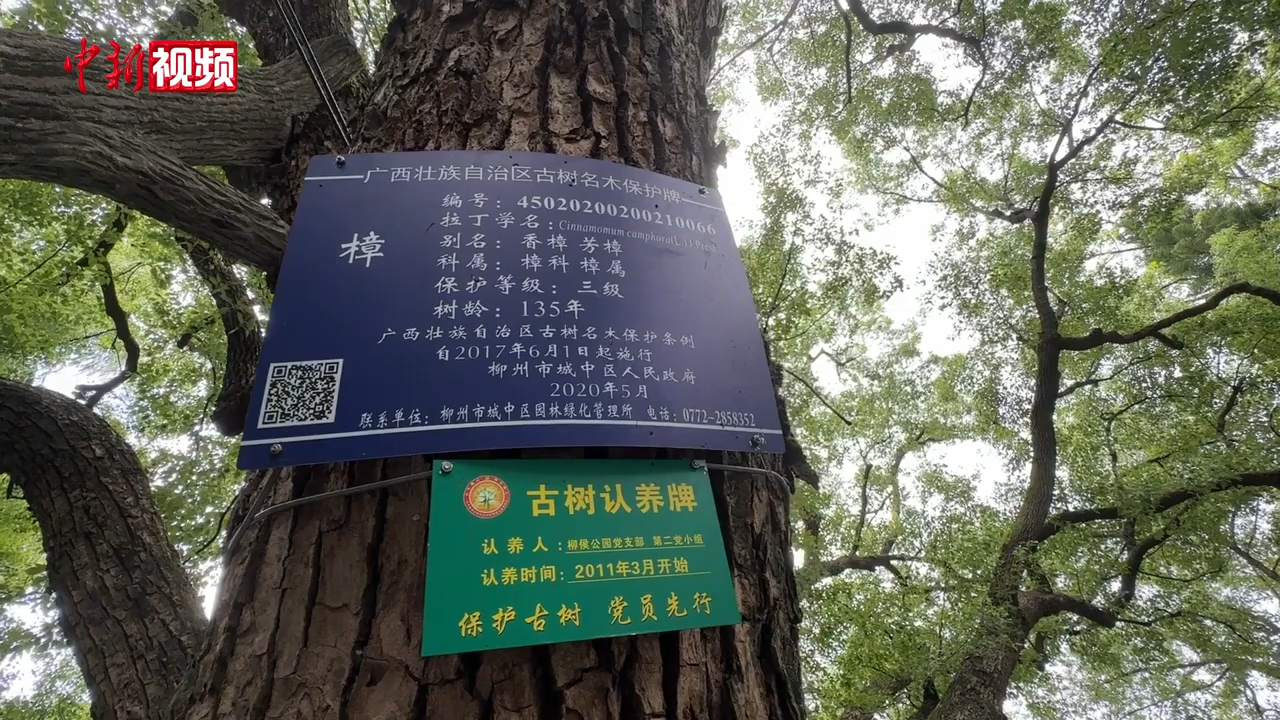 中新视频
广西壮族自治区古树名木保护牌
编号：45020200200210066
拉丁学名：Cinnamomum camphora(L.) Presl
樟
别名：香樟 芳樟
科属：樟科 樟属
保护等级：三级
树龄：135年
广西壮族自治区古树名木保护条例
自2017年6月1日起施行
柳州市城中区人民政府
2020年5月
联系单位：柳州市城中区园林绿化管理所 电话：0772-2858352
古树认养牌
认养人：柳侯公园党支部 第二党小组
认养时间：2011年3月开始
保护古树 党员先行